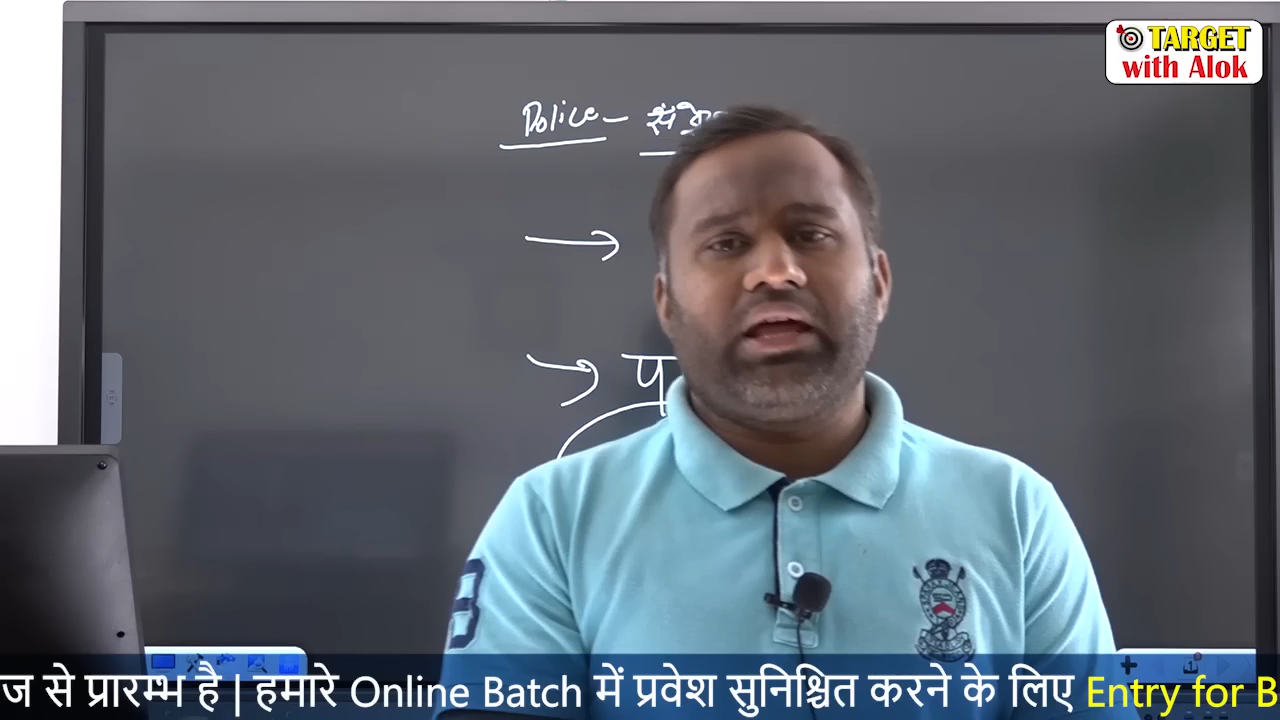 TARGET
with Alok
Police –
प
ज से प्रारम्भ है | हमारे Online Batch में प्रवेश सुनिश्चित करने के लिए Entry for B